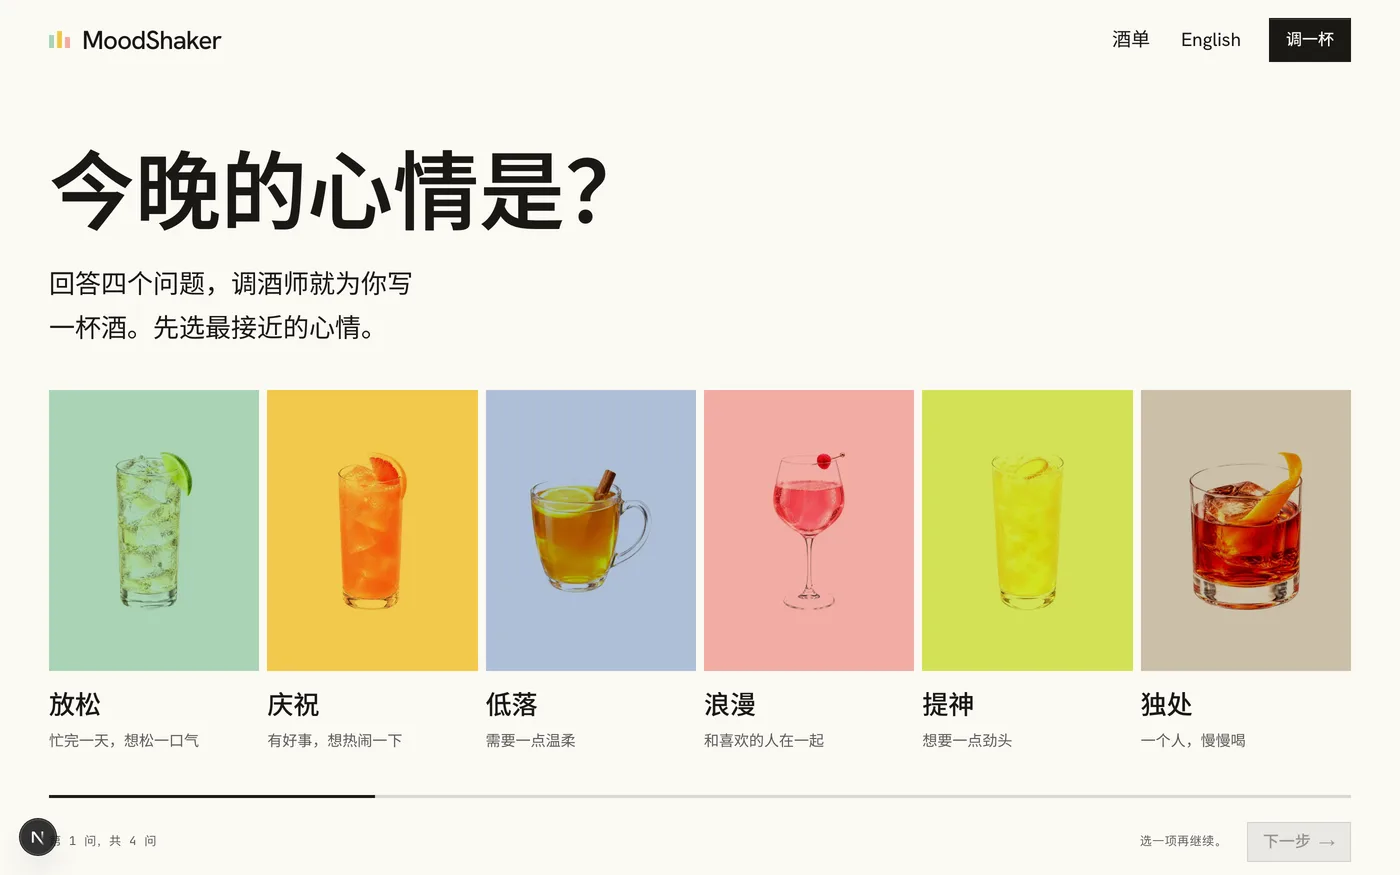 MoodShaker
酒单
English
调一杯
今晚的心情是？
回答四个问题，调酒师就为你写
一杯酒。先选最接近的心情。
放松
忙完一天，想松一口气
庆祝
有好事，想热闹一下
低落
需要一点温柔
浪漫
和喜欢的人在一起
提神
想要一点劲头
独处
一个人，慢慢喝
N
第 1 问，共 4 问
选一项再继续。
下一步 →